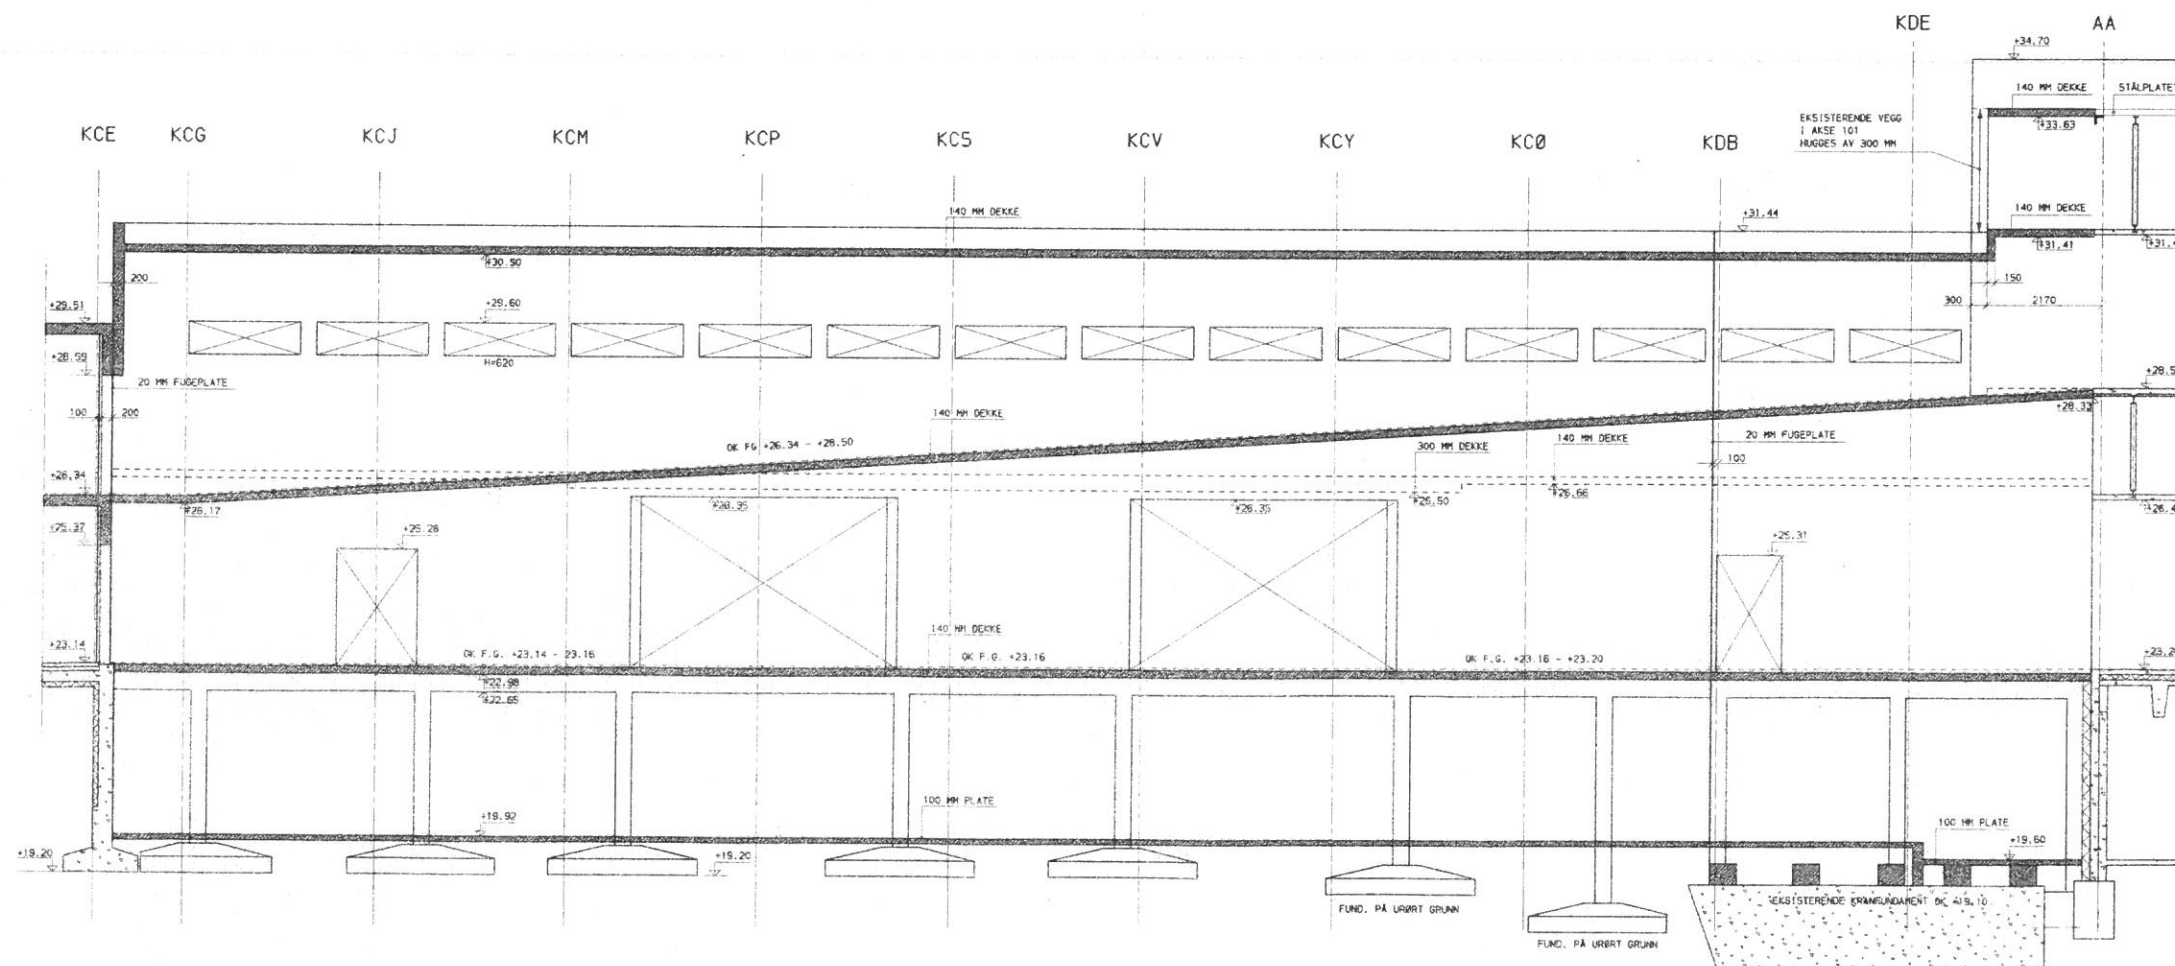 KDE AA
+34.70
140 MM DEKKE
STÅLPLATE
EKSISTERENDE VEGG
I AKSE 101
HUGGES AV 300 MM
+33.63
KCE KCG KCJ KCM KCP KCS KCV KCY KCØ KDB
140 MM DEKKE
+31.44
140 MM DEKKE
+31.41
+30.90
200
150
300
2170
+29.51
+29.60
+28.59
H=620
20 MM FUGEPLATE
100
200
140 MM DEKKE
+28.33
OK FG +26.34 - +28.50
300 MM DEKKE
140 MM DEKKE
20 MM FUGEPLATE
100
+26.34
+26.17
+26.35
+26.35
+26.50
+26.66
+25.37
+25.28
+25.31
140 MM DEKKE
+23.14
OK F.G. +23.14 - 23.16
OK F.G. +23.16
OK F.G. +23.16 - +23.20
+22.98
+22.65
100 MM PLATE
+19.92
100 MM PLATE
+19.60
+19.20
+19.20
EKSISTERENDE KRANFUNDAMENT OK +19.10
FUND. PÅ URØRT GRUNN
FUND. PÅ URØRT GRUNN